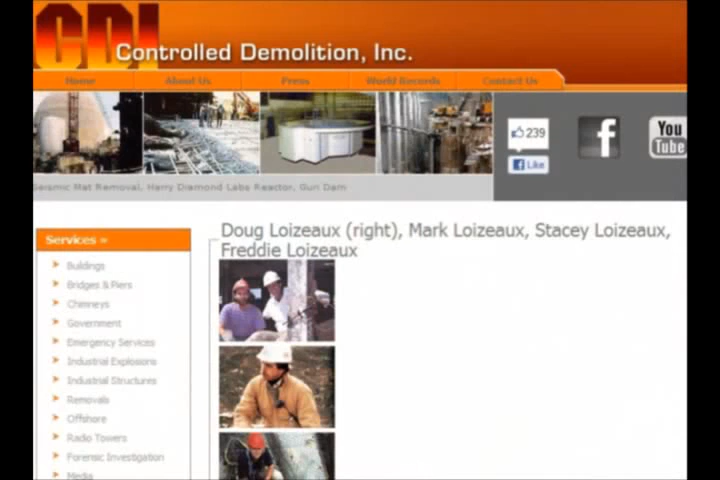 CDI
Controlled Demolition, Inc.
Home About Us Press World Records Contact Us
239
f
You
Tube
f Like
Seismic Mat Removal, Harry Diamond Labs Reactor, Gun Dam
Doug Loizeaux (right), Mark Loizeaux, Stacey Loizeaux,
Freddie Loizeaux
Services »
Buildings
Bridges & Piers
Chimneys
Government
Emergency Services
Industrial Explosions
Industrial Structures
Removals
Offshore
Radio Towers
Forensic Investigation
Media